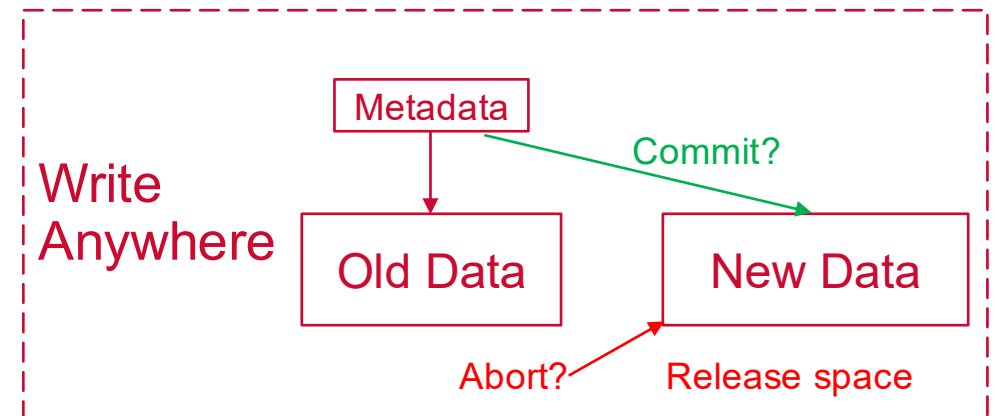 Metadata
Commit?
Write
Anywhere
Old Data
New Data
Abort?
Release space